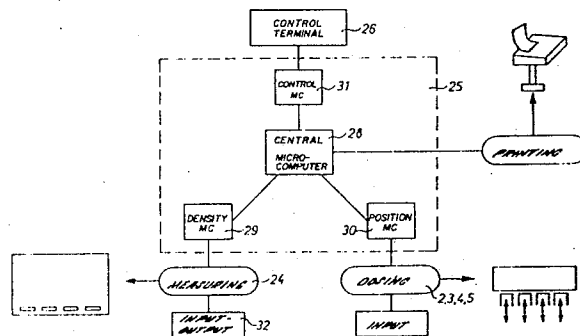 CONTROL
TERMINAL
26
CONTROL
MC
31
25
CENTRAL
MICRO-
COMPUTER
28
PRINTING
DENSITY
MC
29
POSITION
MC
30
MEASURING
24
DOSING
2,3,4,5
INPUT-
OUTPUT
32
INPUT